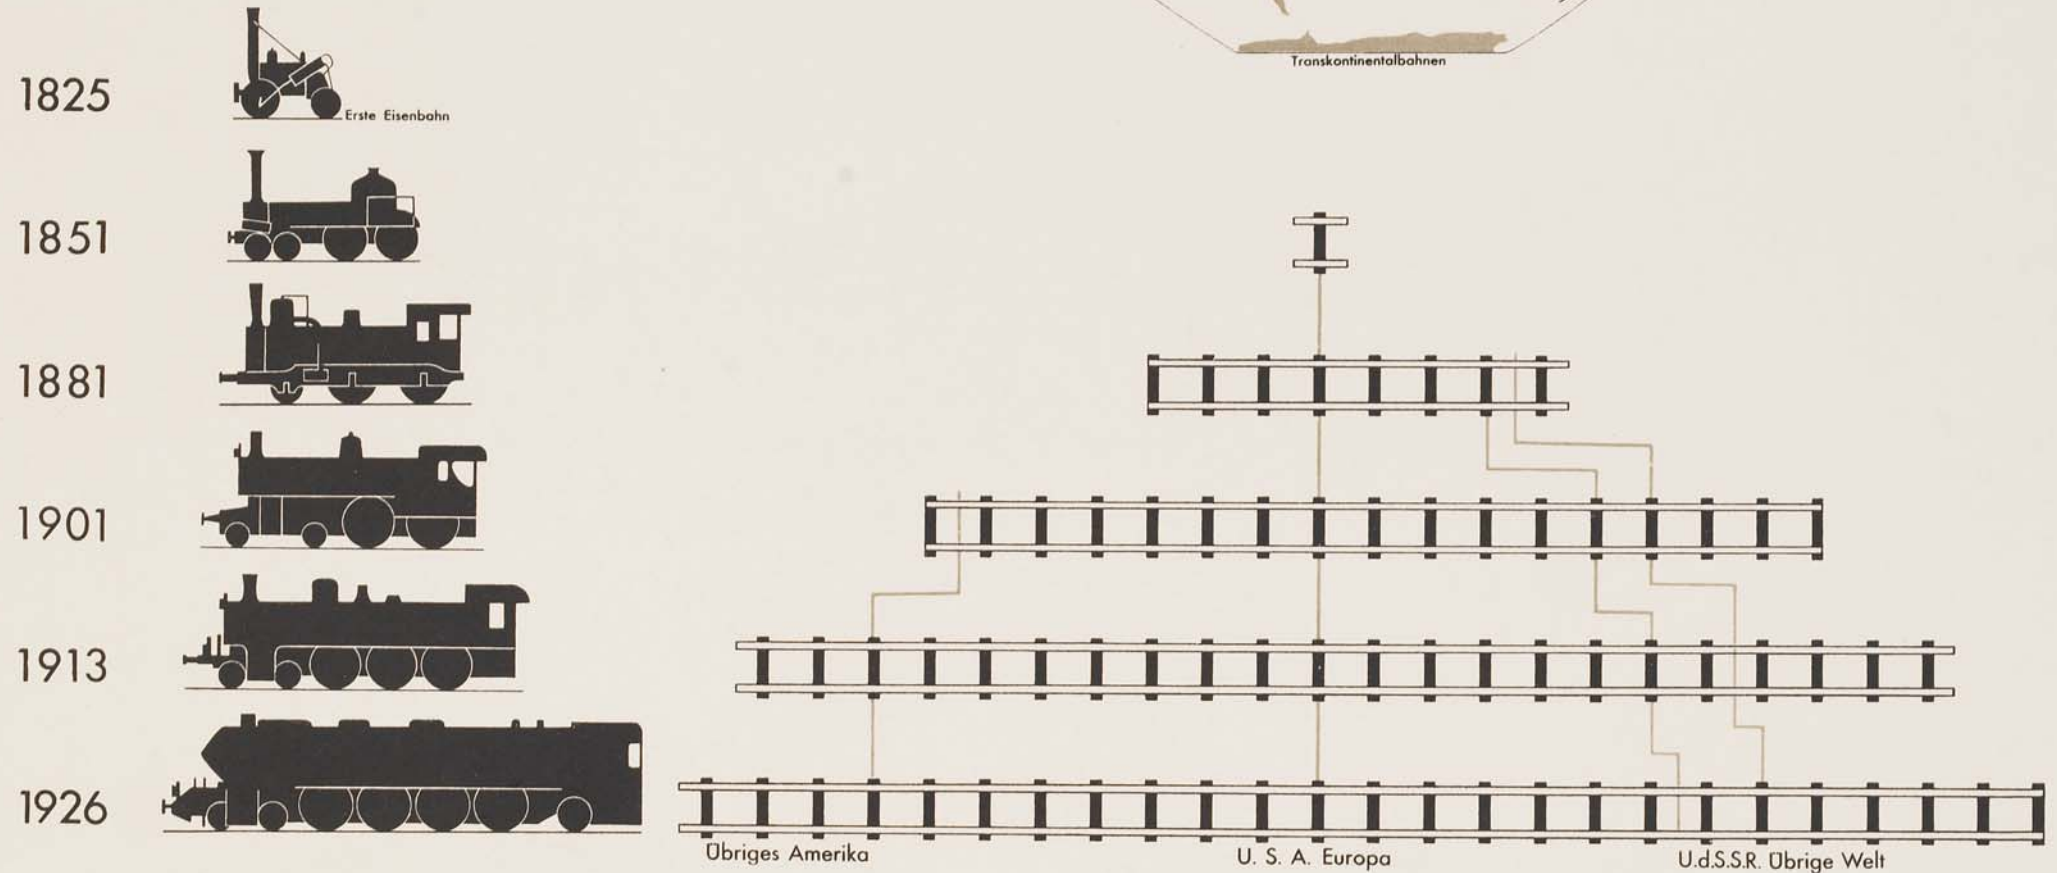 Transkontinentalbahnen
1825
Erste Eisenbahn
1851
1881
1901
1913
1926
Übriges Amerika
U. S. A. Europa
U.d.S.S.R. Übrige Welt